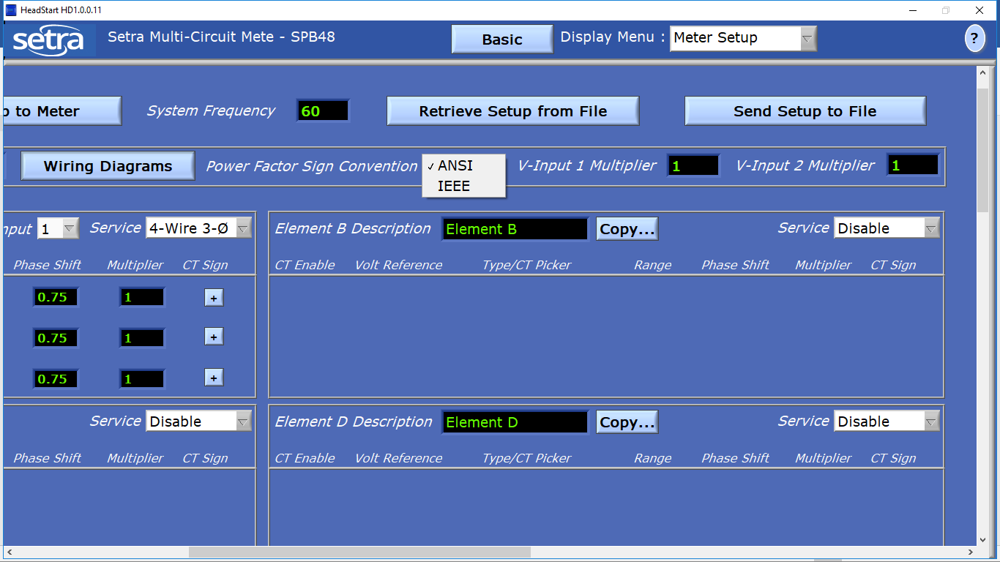 HeadStart HD1.0.0.11
setra Setra Multi-Circuit Mete - SPB48 Basic Display Menu : Meter Setup ?
to Meter System Frequency 60 Retrieve Setup from File Send Setup to File
Wiring Diagrams Power Factor Sign Convention ✓ ANSI V-Input 1 Multiplier 1 V-Input 2 Multiplier 1
IEEE
1 Service 4-Wire 3-Ø Element B Description Element B Copy... Service Disable
Phase Shift Multiplier CT Sign CT Enable Volt Reference Type/CT Picker Range Phase Shift Multiplier CT Sign
0.75 1 +
0.75 1 +
0.75 1 +
Service Disable Element D Description Element D Copy... Service Disable
Phase Shift Multiplier CT Sign CT Enable Volt Reference Type/CT Picker Range Phase Shift Multiplier CT Sign